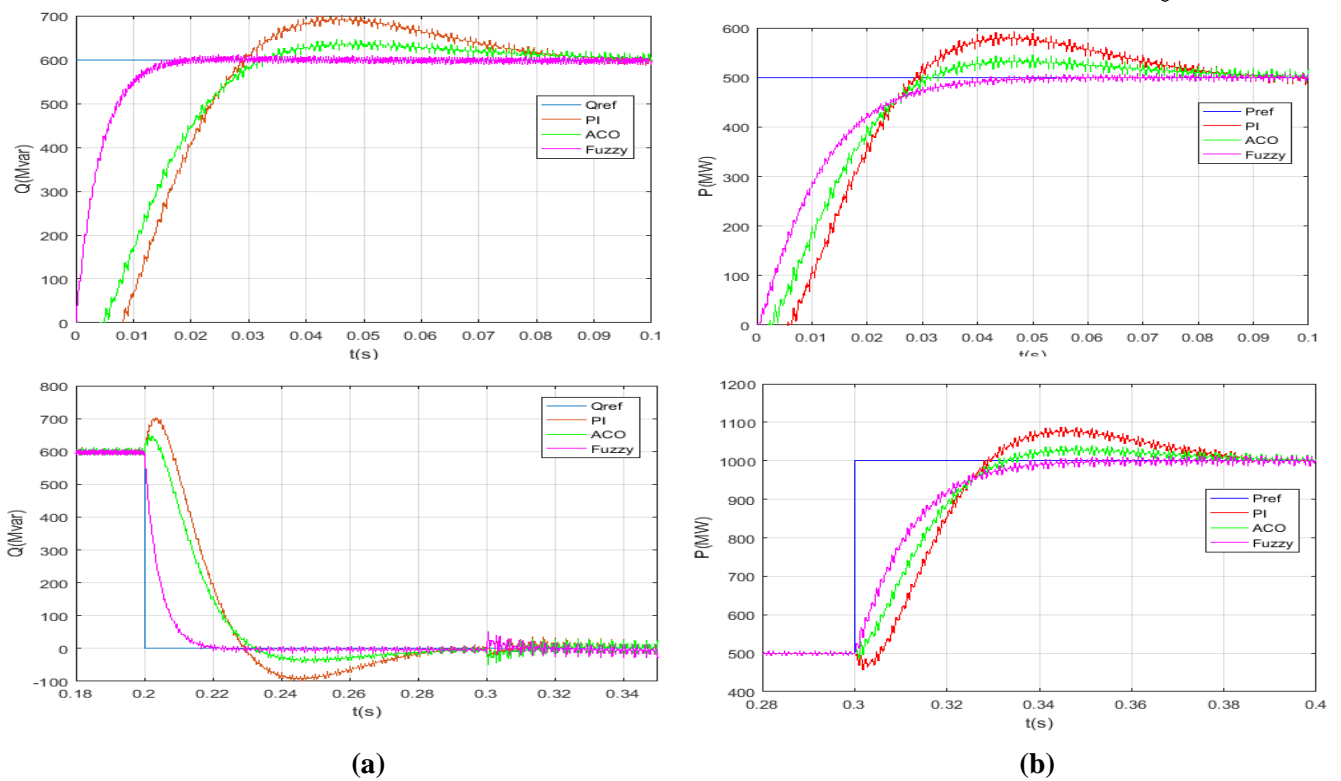 700
600
500
400
300
200
100
0
Q(Mvar)
0 0.01 0.02 0.03 0.04 0.05 0.06 0.07 0.08 0.09 0.1
t(s)
Qref
PI
ACO
Fuzzy
600
500
400
300
200
100
0
P(MW)
0 0.01 0.02 0.03 0.04 0.05 0.06 0.07 0.08 0.09 0.1
t(s)
Pref
PI
ACO
Fuzzy
800
700
600
500
400
300
200
100
0
-100
Q(Mvar)
0.18 0.2 0.22 0.24 0.26 0.28 0.3 0.32 0.34
t(s)
Qref
PI
ACO
Fuzzy
1200
1100
1000
900
800
700
600
500
400
P(MW)
0.28 0.3 0.32 0.34 0.36 0.38 0.4
t(s)
Pref
PI
ACO
Fuzzy
(a) (b)